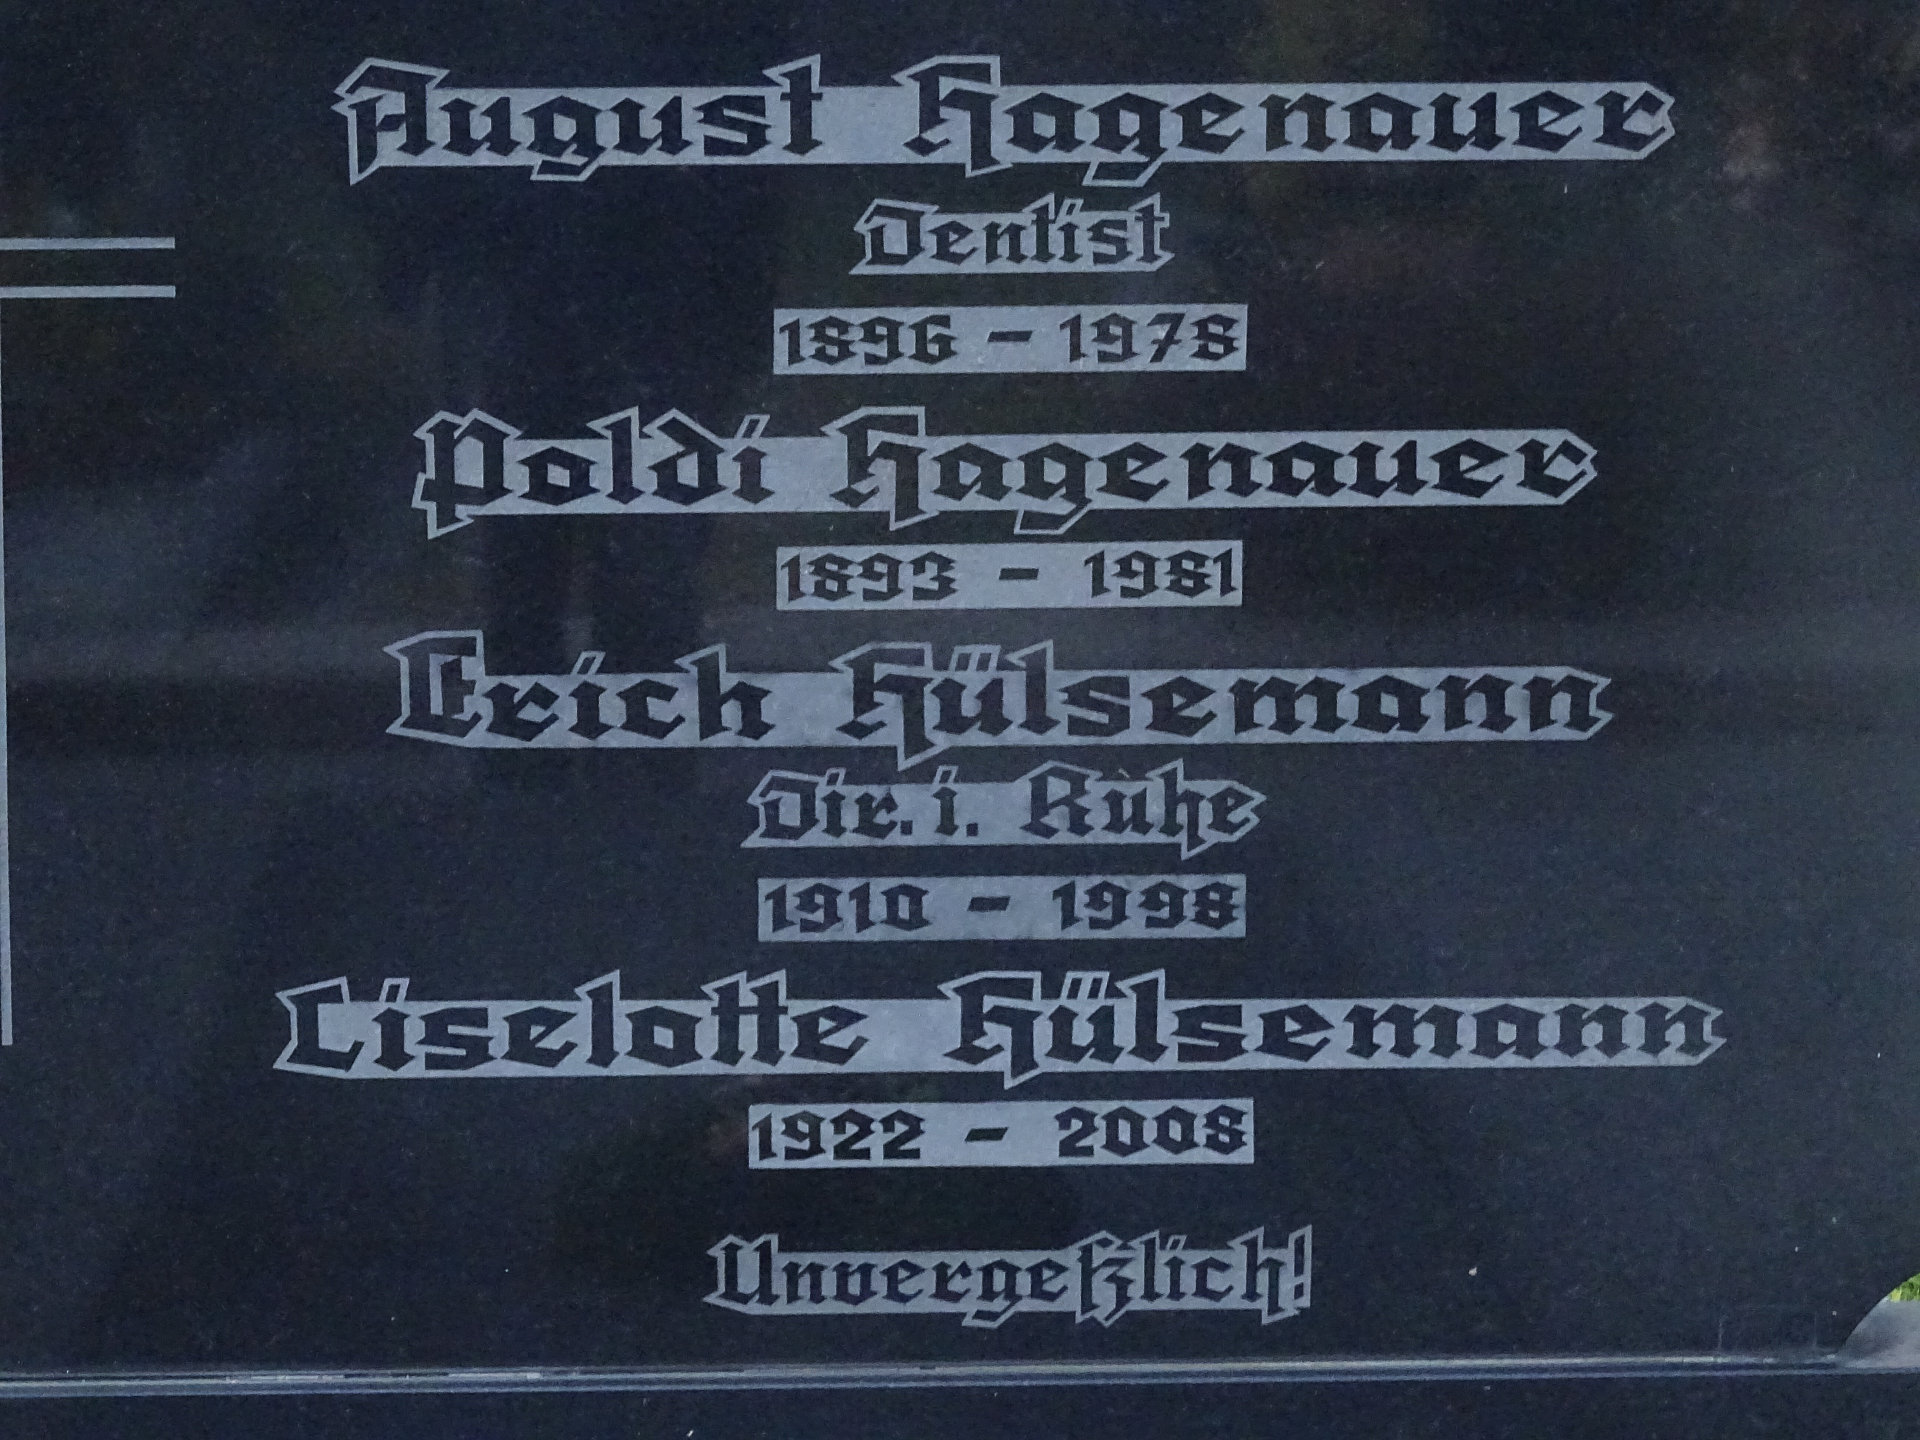 August Hagenauer
Dentist
1896 - 1978
Poldi Hagenauer
1893 - 1981
Erich Hülsemann
Dir. i. Ruhe
1910 - 1998
Liselotte Hülsemann
1922 - 2008
Unvergeßlich!